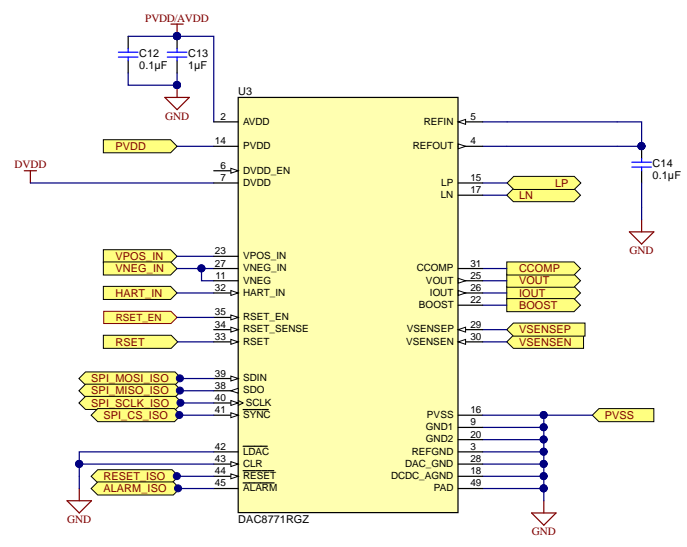 PVDD/AVDD
C12
0.1µF
C13
1µF
GND
U3
2 AVDD
REFIN 5
PVDD 14 PVDD
REFOUT 4
C14
0.1µF
6 DVDD_EN
DVDD
7 DVDD
LP 15 LP
LN 17 LN
GND
VPOS_IN 23 VPOS_IN
VNEG_IN 27 VNEG_IN
11 VNEG
HART_IN 32 HART_IN
CCOMP 31 CCOMP
VOUT 25 VOUT
IOUT 26 IOUT
BOOST 22 BOOST
RSET_EN 35 RSET_EN
34 RSET_SENSE
RSET 33 RSET
VSENSEP 29 VSENSEP
VSENSEN 30 VSENSEN
SPI_MOSI_ISO 39 SDIN
SPI_MISO_ISO 38 SDO
SPI_SCLK_ISO 40 SCLK
SPI_CS_ISO 41 SYNC
PVSS 16 PVSS
GND1 9
GND2 20
REFGND 3
DAC_GND 28
DCDC_AGND 18
PAD 49
42 LDAC
43 CLR
RESET_ISO 44 RESET
ALARM_ISO 45 ALARM
GND
DAC8771RGZ
GND